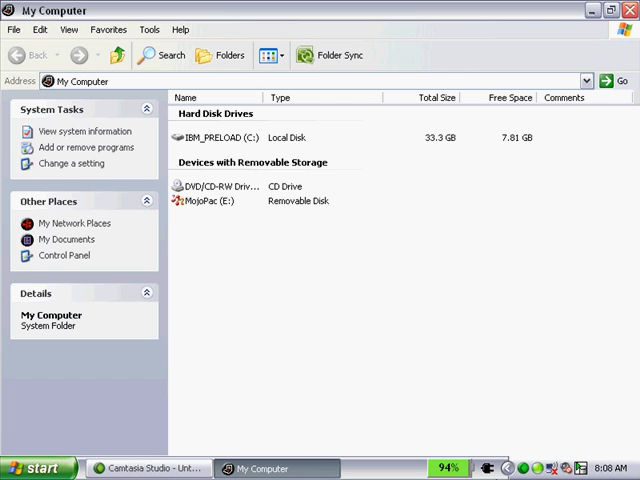 My Computer
File Edit View Favorites Tools Help
Back Search Folders Folder Sync
Address My Computer Go
System Tasks
View system information
Add or remove programs
Change a setting
Other Places
My Network Places
My Documents
Control Panel
Details
My Computer
System Folder
Name Type Total Size Free Space Comments
Hard Disk Drives
IBM_PRELOAD (C:) Local Disk 33.3 GB 7.81 GB
Devices with Removable Storage
DVD/CD-RW Driv... CD Drive
MojoPac (E:) Removable Disk
start Camtasia Studio - Unt... My Computer 94% 8:08 AM